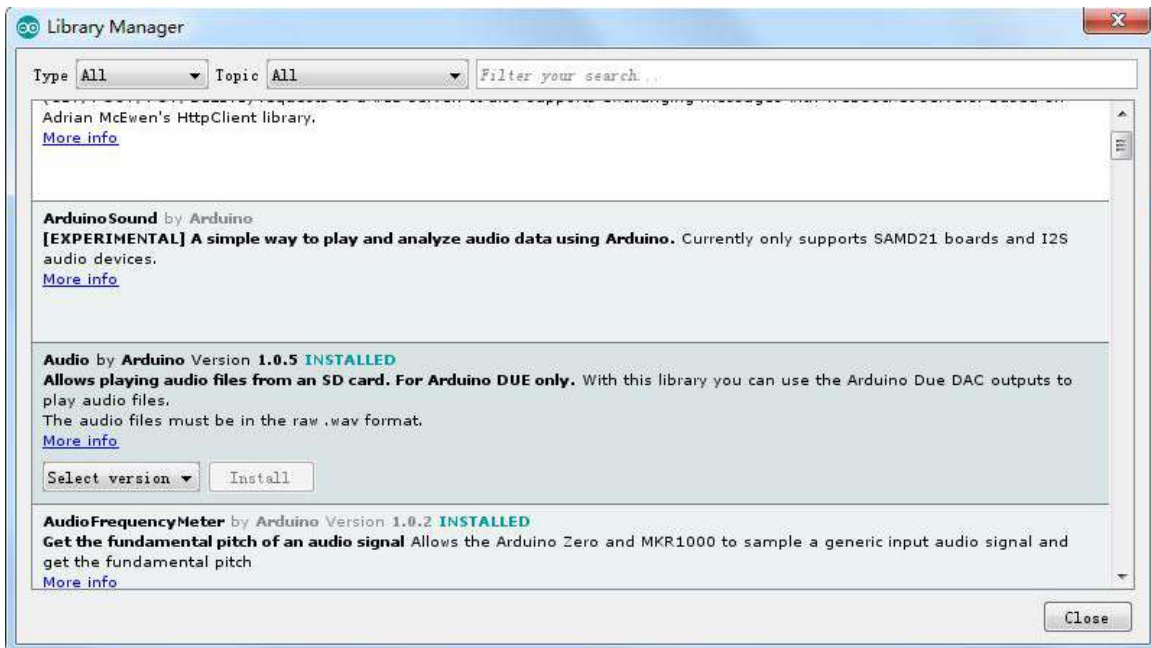 Library Manager
Type All Topic All Filter your search...
Adrian McEwen's HttpClient library.
More info
ArduinoSound by Arduino
[EXPERIMENTAL] A simple way to play and analyze audio data using Arduino. Currently only supports SAMD21 boards and I2S
audio devices.
More info
Audio by Arduino Version 1.0.5 INSTALLED
Allows playing audio files from an SD card. For Arduino DUE only. With this library you can use the Arduino Due DAC outputs to
play audio files.
The audio files must be in the raw .wav format.
More info
Select version Install
AudioFrequencyMeter by Arduino Version 1.0.2 INSTALLED
Get the fundamental pitch of an audio signal Allows the Arduino Zero and MKR1000 to sample a generic input audio signal and
get the fundamental pitch
More info
Close